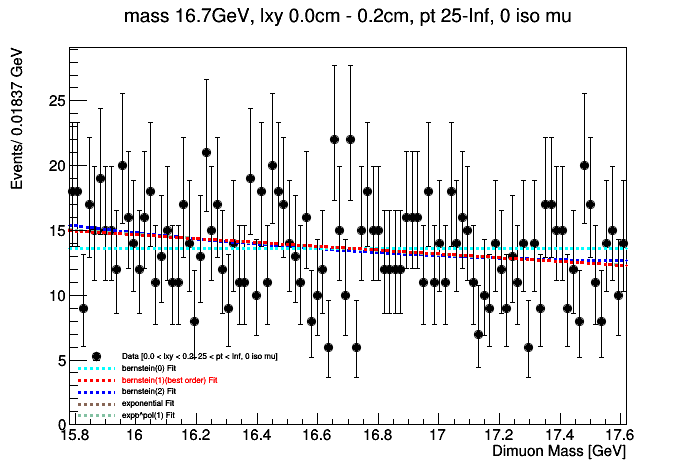 mass 16.7GeV, lxy 0.0cm - 0.2cm, pt 25-Inf, 0 iso mu
Events/ 0.01837 GeV
25
20
15
10
5
0
Data [0.0 < lxy < 0.2, 25 < pt < Inf, 0 iso mu]
bernstein(0) Fit
bernstein(1)(best order) Fit
bernstein(2) Fit
exponential Fit
expp^pol(1) Fit
15.8 16 16.2 16.4 16.6 16.8 17 17.2 17.4 17.6
Dimuon Mass [GeV]